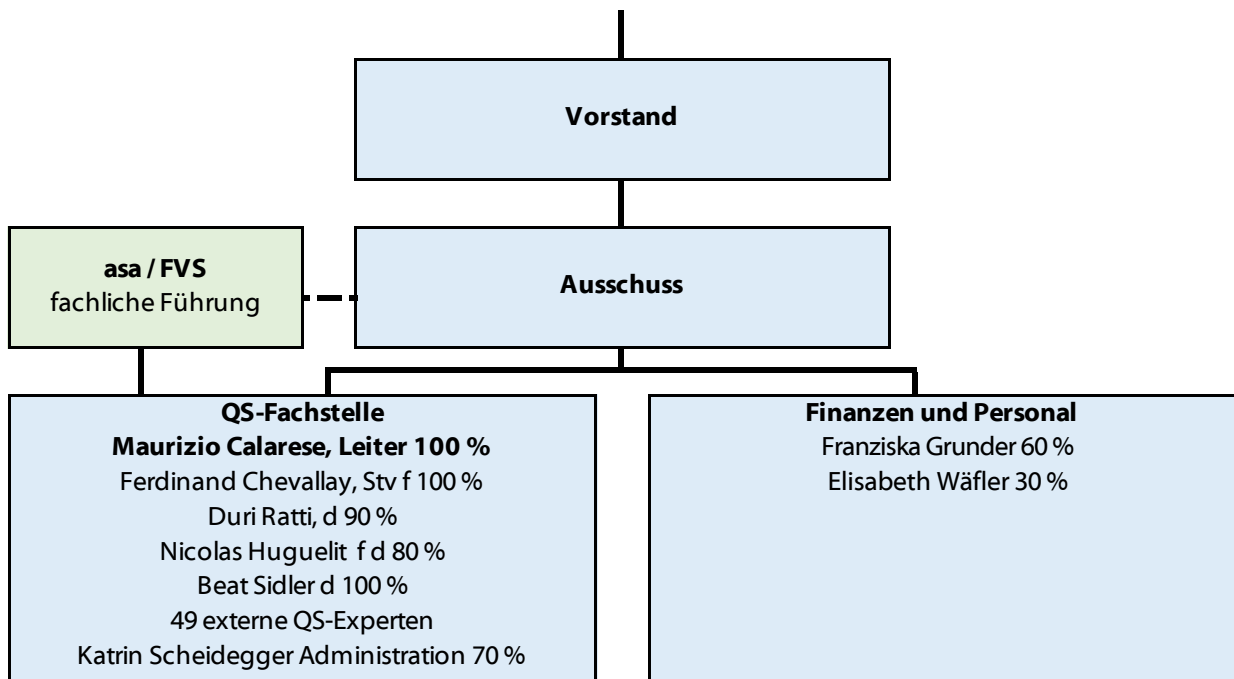 Vorstand
asa / FVS
fachliche Führung
Ausschuss
QS-Fachstelle
Maurizio Calarese, Leiter 100 %
Ferdinand Chevallay, Stv f 100 %
Duri Ratti, d 90 %
Nicolas Huguelit f d 80 %
Beat Sidler d 100 %
49 externe QS-Experten
Katrin Scheidegger Administration 70 %
Finanzen und Personal
Franziska Grunder 60 %
Elisabeth Wäfler 30 %